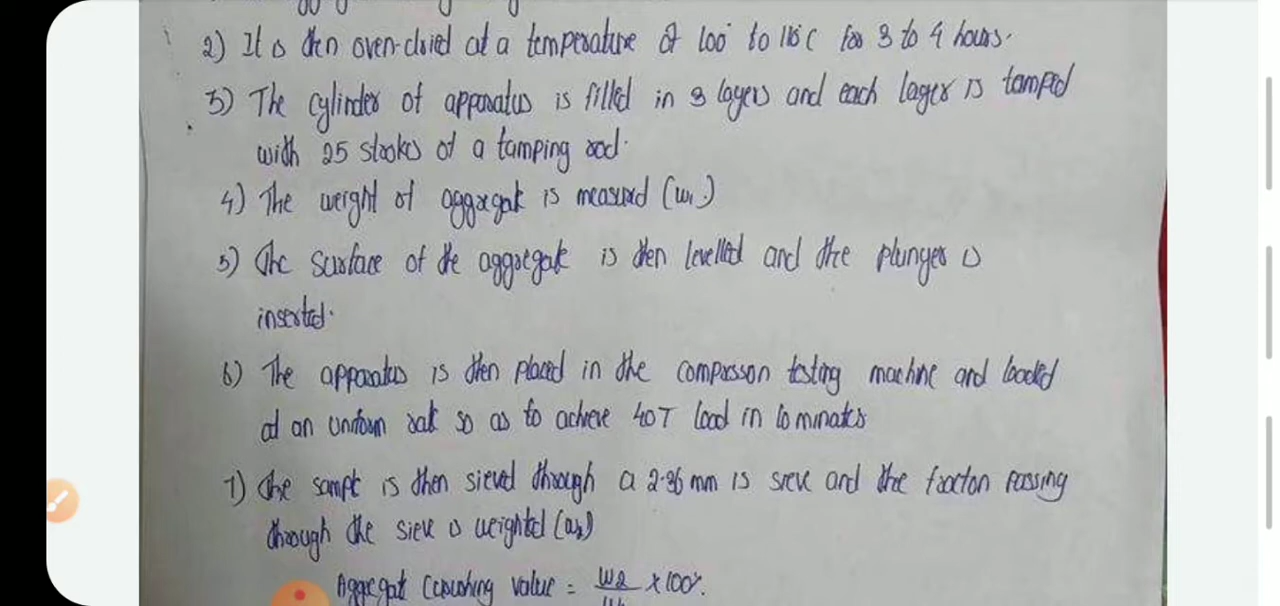 2) It is then oven-dried at a temperature of 100° to 110°C for 3 to 4 hours.
3) The cylinder of apparatus is filled in 3 layers and each layer is tamped
with 25 strokes of a tamping rod.
4) The weight of aggregate is measured (W1.)
5) The surface of the aggregate is then levelled and the plunger is
inserted.
6) The apparatus is then placed in the compression testing machine and loaded
at an uniform rate so as to achieve 40T load in 10 minutes
7) The sample is then sieved through a 2.36 mm IS sieve and the fraction passing
through the sieve is weighted (W2)
Aggregate Crushing value = W2 × 100%.